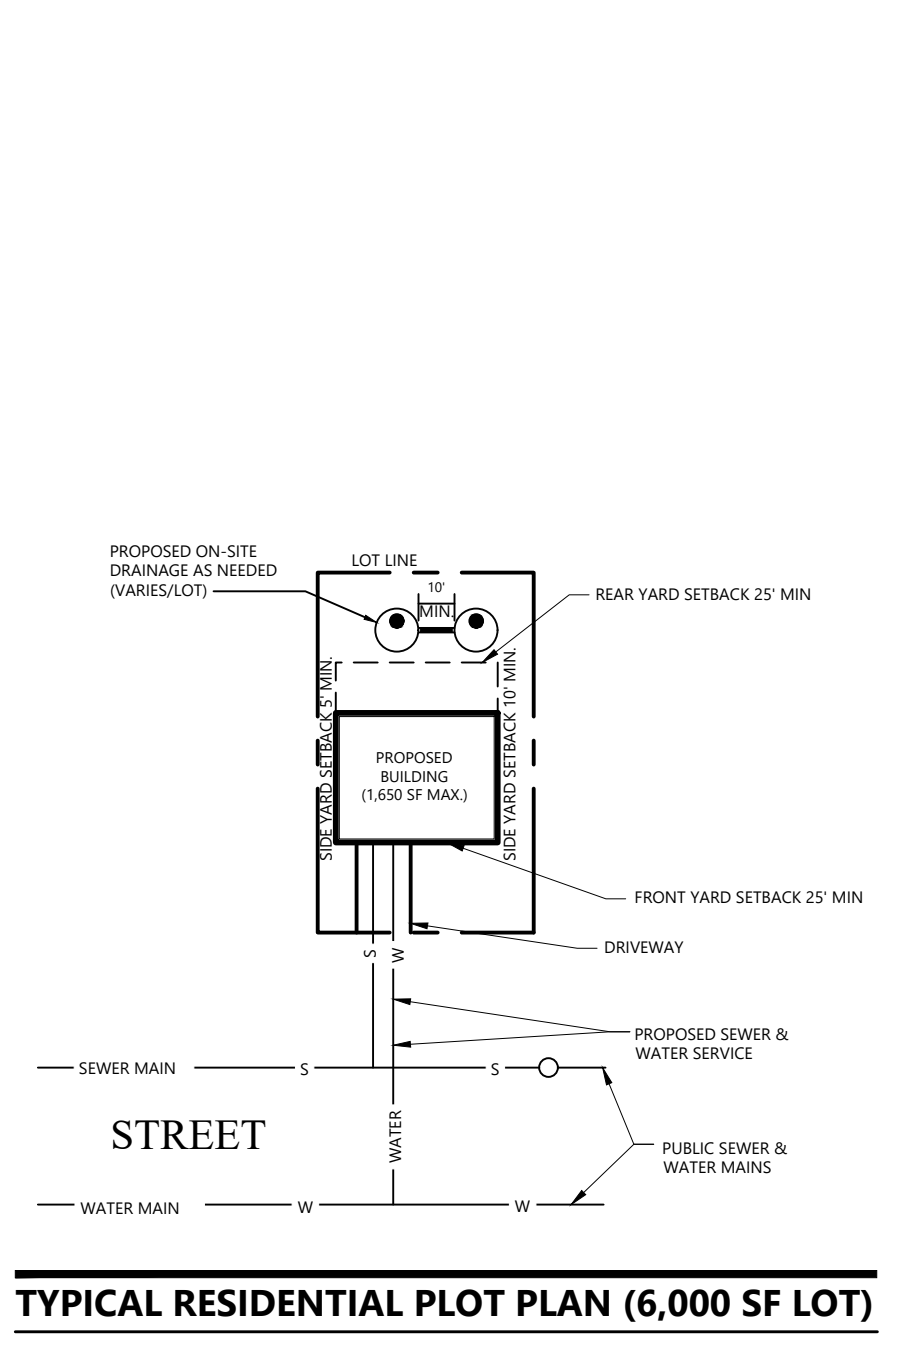 PROPOSED ON-SITE
DRAINAGE AS NEEDED
(VARIES/LOT)
LOT LINE
10'
MIN.
REAR YARD SETBACK 25' MIN
SIDE YARD SETBACK 5' MIN.
SIDE YARD SETBACK 10' MIN.
PROPOSED
BUILDING
(1,650 SF MAX.)
FRONT YARD SETBACK 25' MIN
DRIVEWAY
S
W
PROPOSED SEWER &
WATER SERVICE
SEWER MAIN
S
S
STREET
WATER
PUBLIC SEWER &
WATER MAINS
WATER MAIN
W
W
TYPICAL RESIDENTIAL PLOT PLAN (6,000 SF LOT)